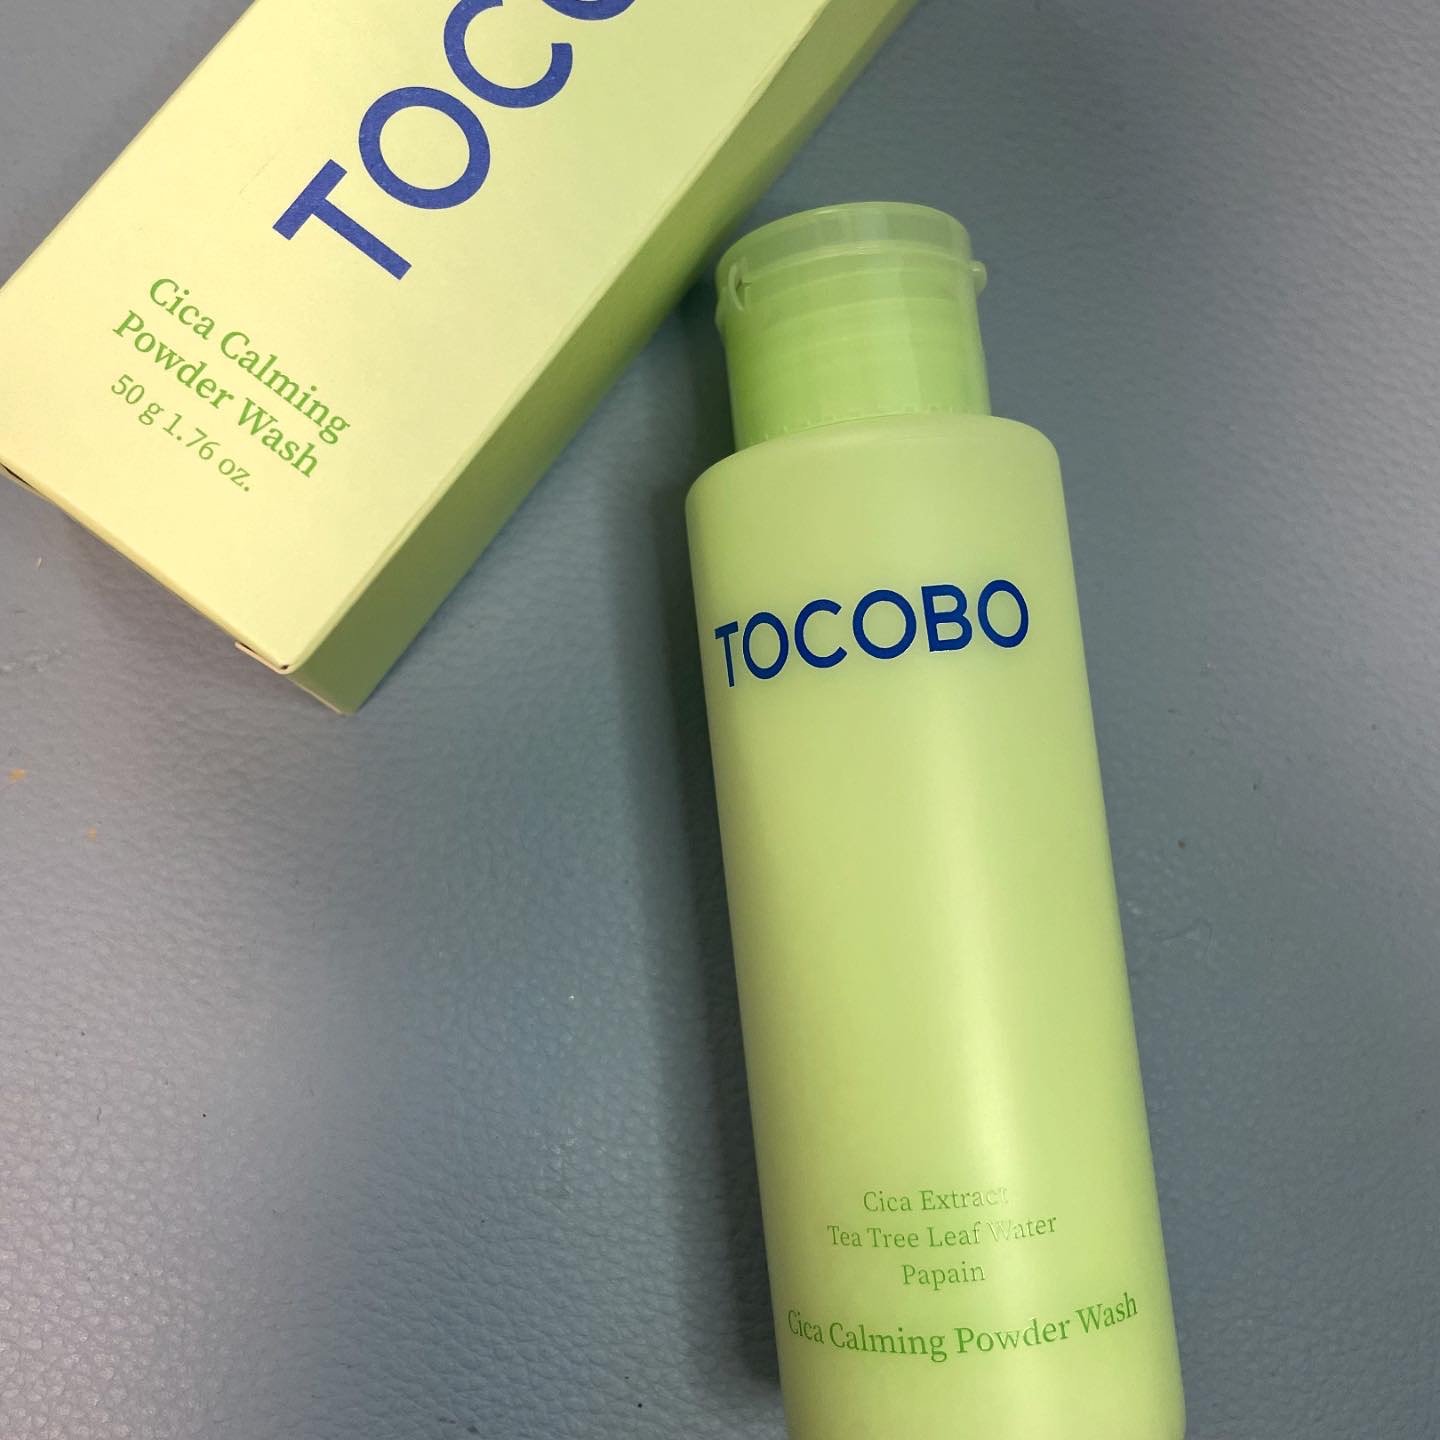 TOCO
Cica Calming
Powder Wash
50 g 1.76 oz.
TOCOBO
Cica Extract
Tea Tree Leaf Water
Papain
Cica Calming Powder Wash